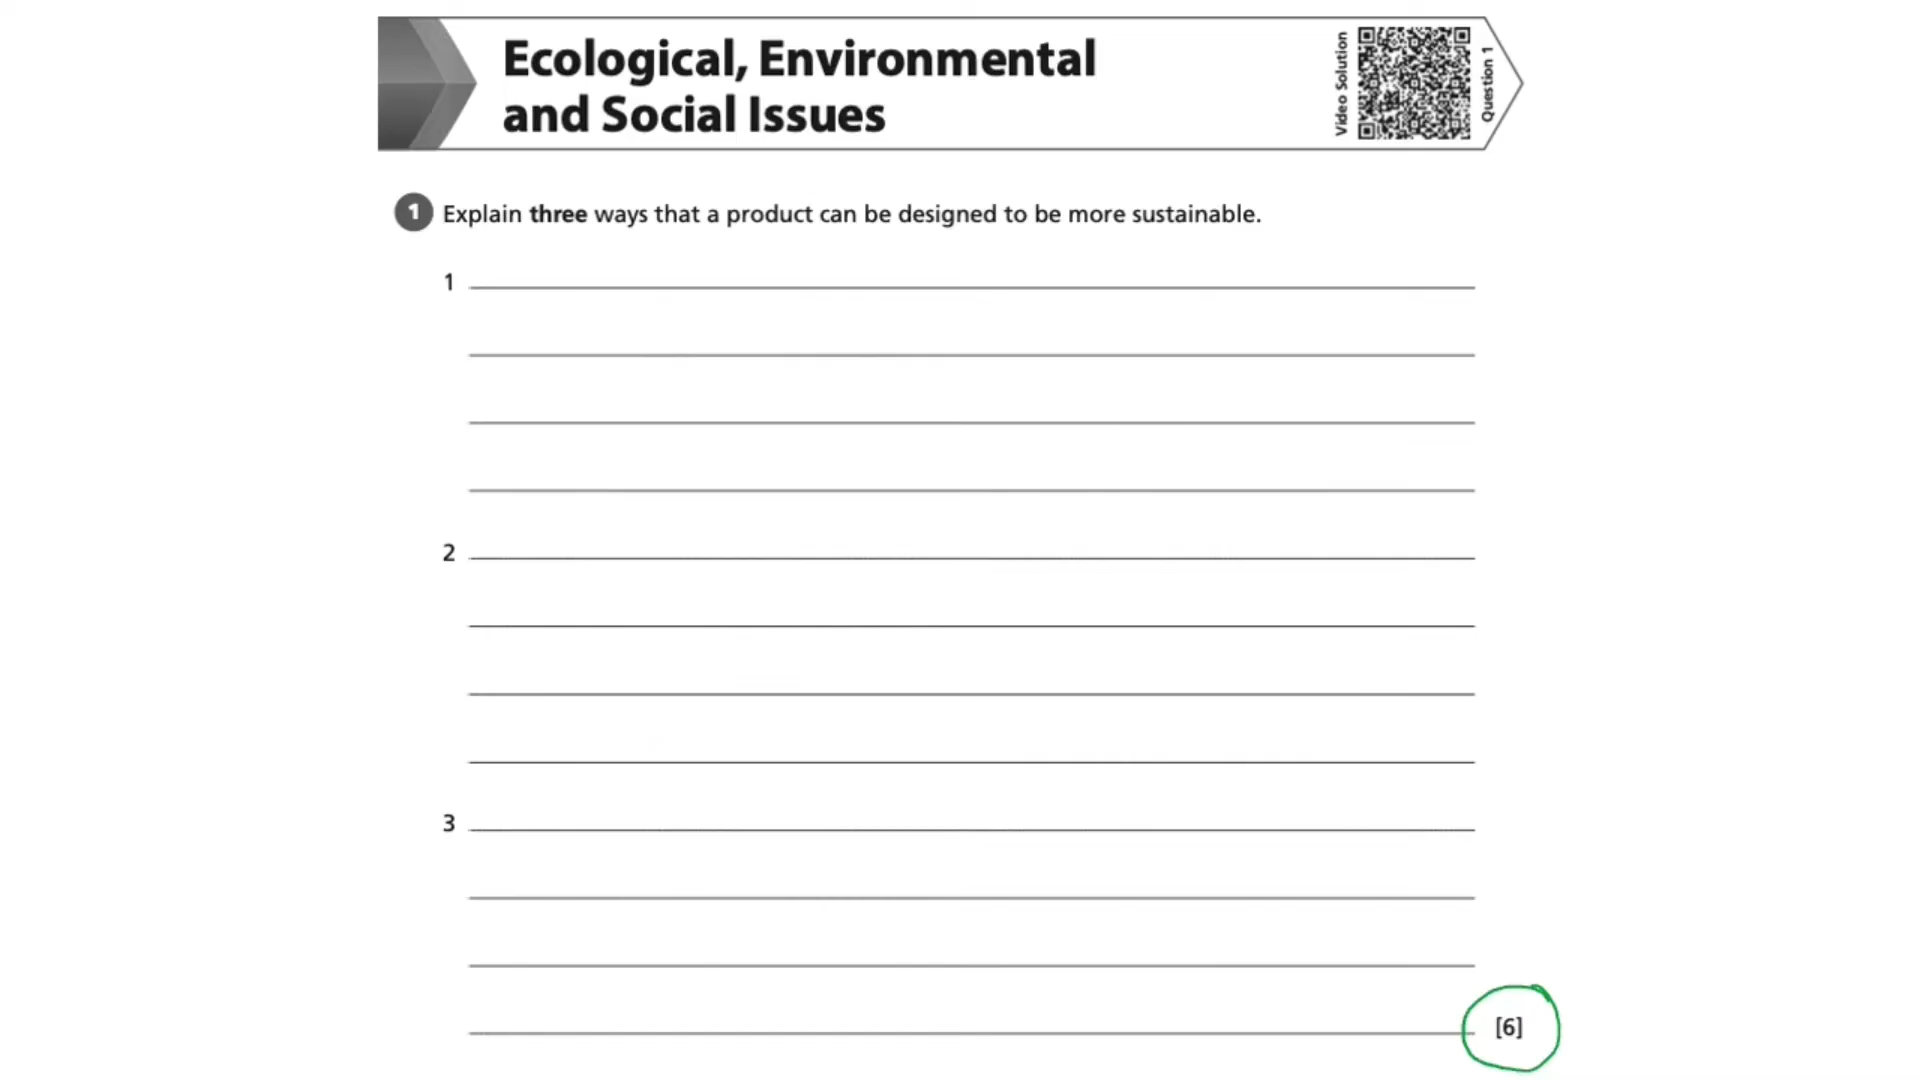 Ecological, Environmental
and Social Issues
Video Solution
Question 1
1 Explain three ways that a product can be designed to be more sustainable.
1
2
3
[6]